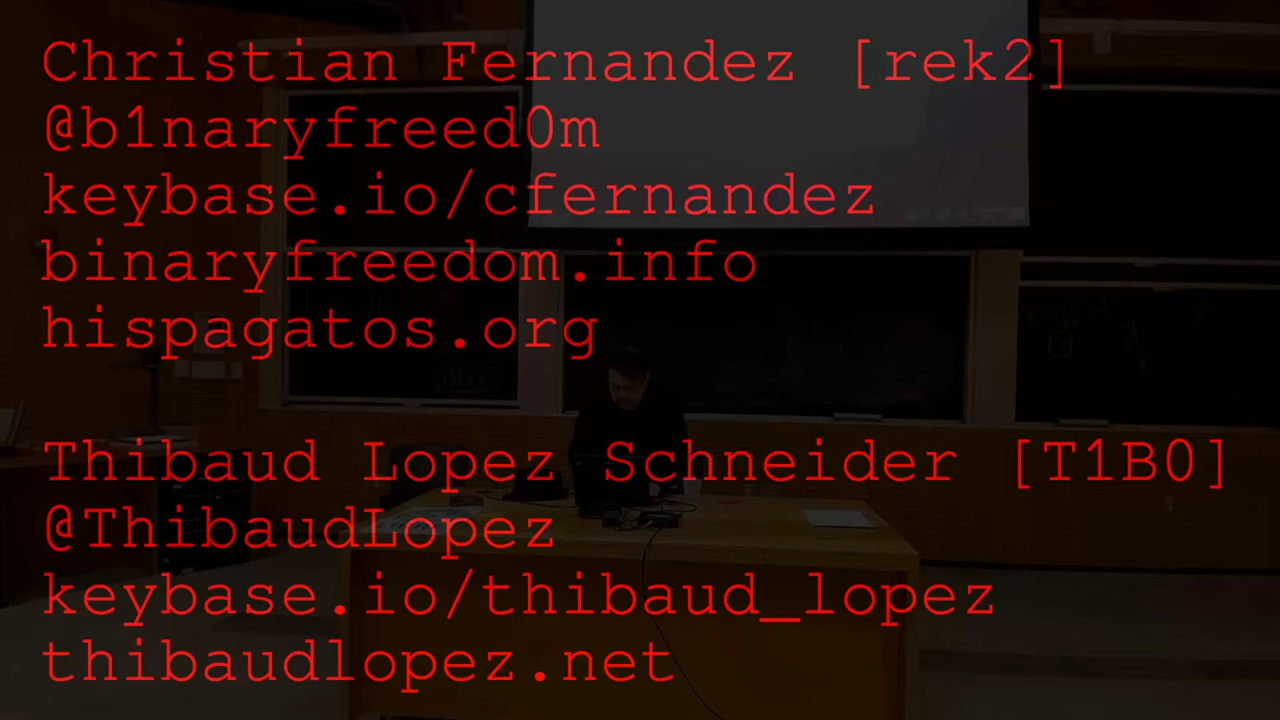 Christian Fernandez [rek2]
@b1naryfreed0m
keybase.io/cfernandez
binaryfreedom.info
hispagatos.org
Thibaud Lopez Schneider [T1B0]
@ThibaudLopez
keybase.io/thibaud_lopez
thibaudlopez.net